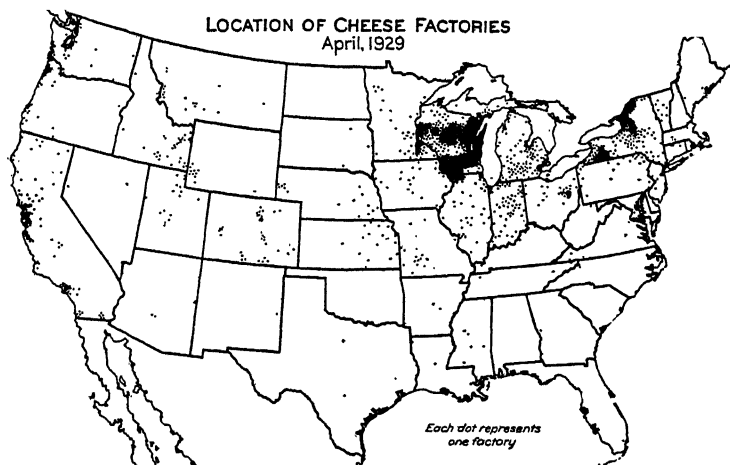 LOCATION OF CHEESE FACTORIES
April, 1929
Each dot represents
one factory